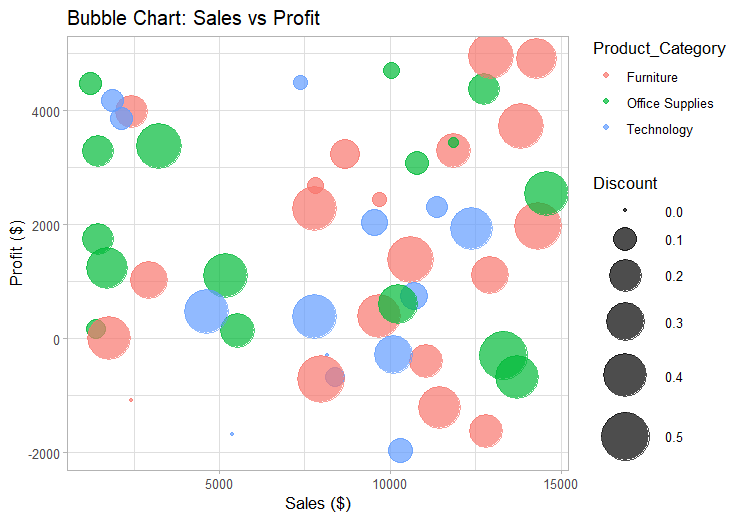 Bubble Chart: Sales vs Profit
Profit ($)
4000
2000
0
-2000
5000
10000
15000
Sales ($)
Product_Category
Furniture
Office Supplies
Technology
Discount
0.0
0.1
0.2
0.3
0.4
0.5